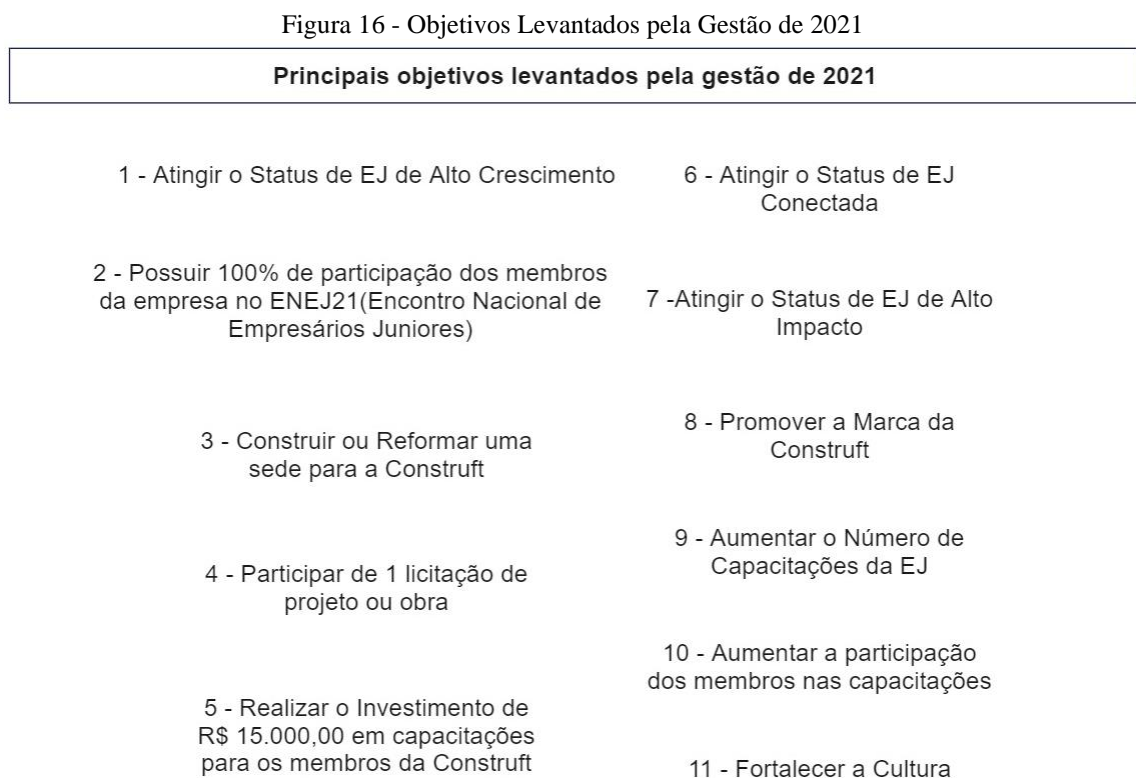 Figura 16 - Objetivos Levantados pela Gestão de 2021
Principais objetivos levantados pela gestão de 2021
1 - Atingir o Status de EJ de Alto Crescimento
2 - Possuir 100% de participação dos membros
da empresa no ENEJ21(Encontro Nacional de
Empresários Juniores)
3 - Construir ou Reformar uma
sede para a Construft
4 - Participar de 1 licitação de
projeto ou obra
5 - Realizar o Investimento de
R$ 15.000,00 em capacitações
para os membros da Construft
6 - Atingir o Status de EJ
Conectada
7 -Atingir o Status de EJ de Alto
Impacto
8 - Promover a Marca da
Construft
9 - Aumentar o Número de
Capacitações da EJ
10 - Aumentar a participação
dos membros nas capacitações
11 - Fortalecer a Cultura